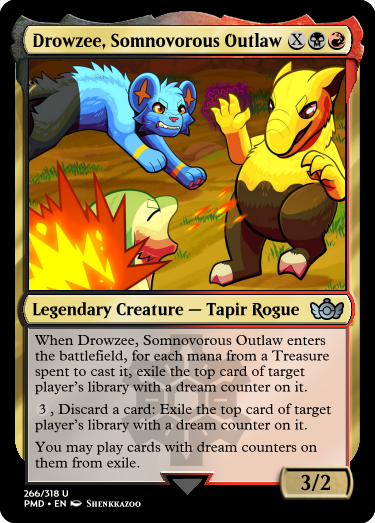 Drowzee, Somnovorous Outlaw X
Legendary Creature — Tapir Rogue
When Drowzee, Somnovorous Outlaw enters
the battlefield, for each mana from a Treasure
spent to cast it, exile the top card of target
player's library with a dream counter on it.
3 , Discard a card: Exile the top card of target
player's library with a dream counter on it.
You may play cards with dream counters on
them from exile.
3/2
266/318 U
PMD • EN Shenkkazoo